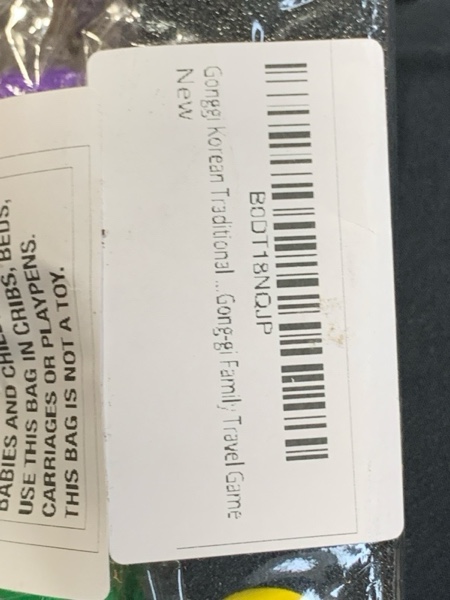 B0DT18NQJP
Gonggi Korean Traditional ...Gong-gi Family Travel Game
New
BABIES AND
USE THIS BAG IN CRIBS, BEDS,
CARRIAGES OR PLAYPENS.
THIS BAG IS NOT A TOY.